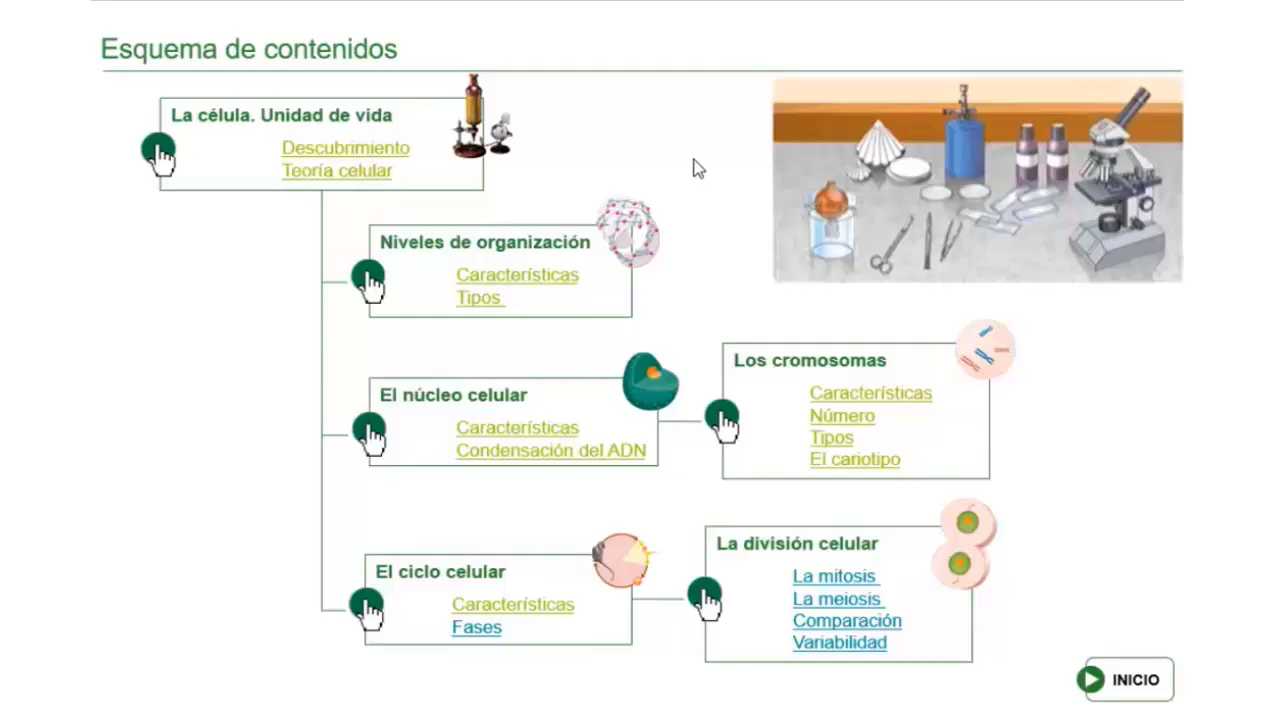 Esquema de contenidos
La célula. Unidad de vida
Descubrimiento
Teoría celular
Niveles de organización
Características
Tipos
El núcleo celular
Características
Condensación del ADN
Los cromosomas
Características
Número
Tipos
El cariotipo
El ciclo celular
Características
Fases
La división celular
La mitosis
La meiosis
Comparación
Variabilidad
INICIO